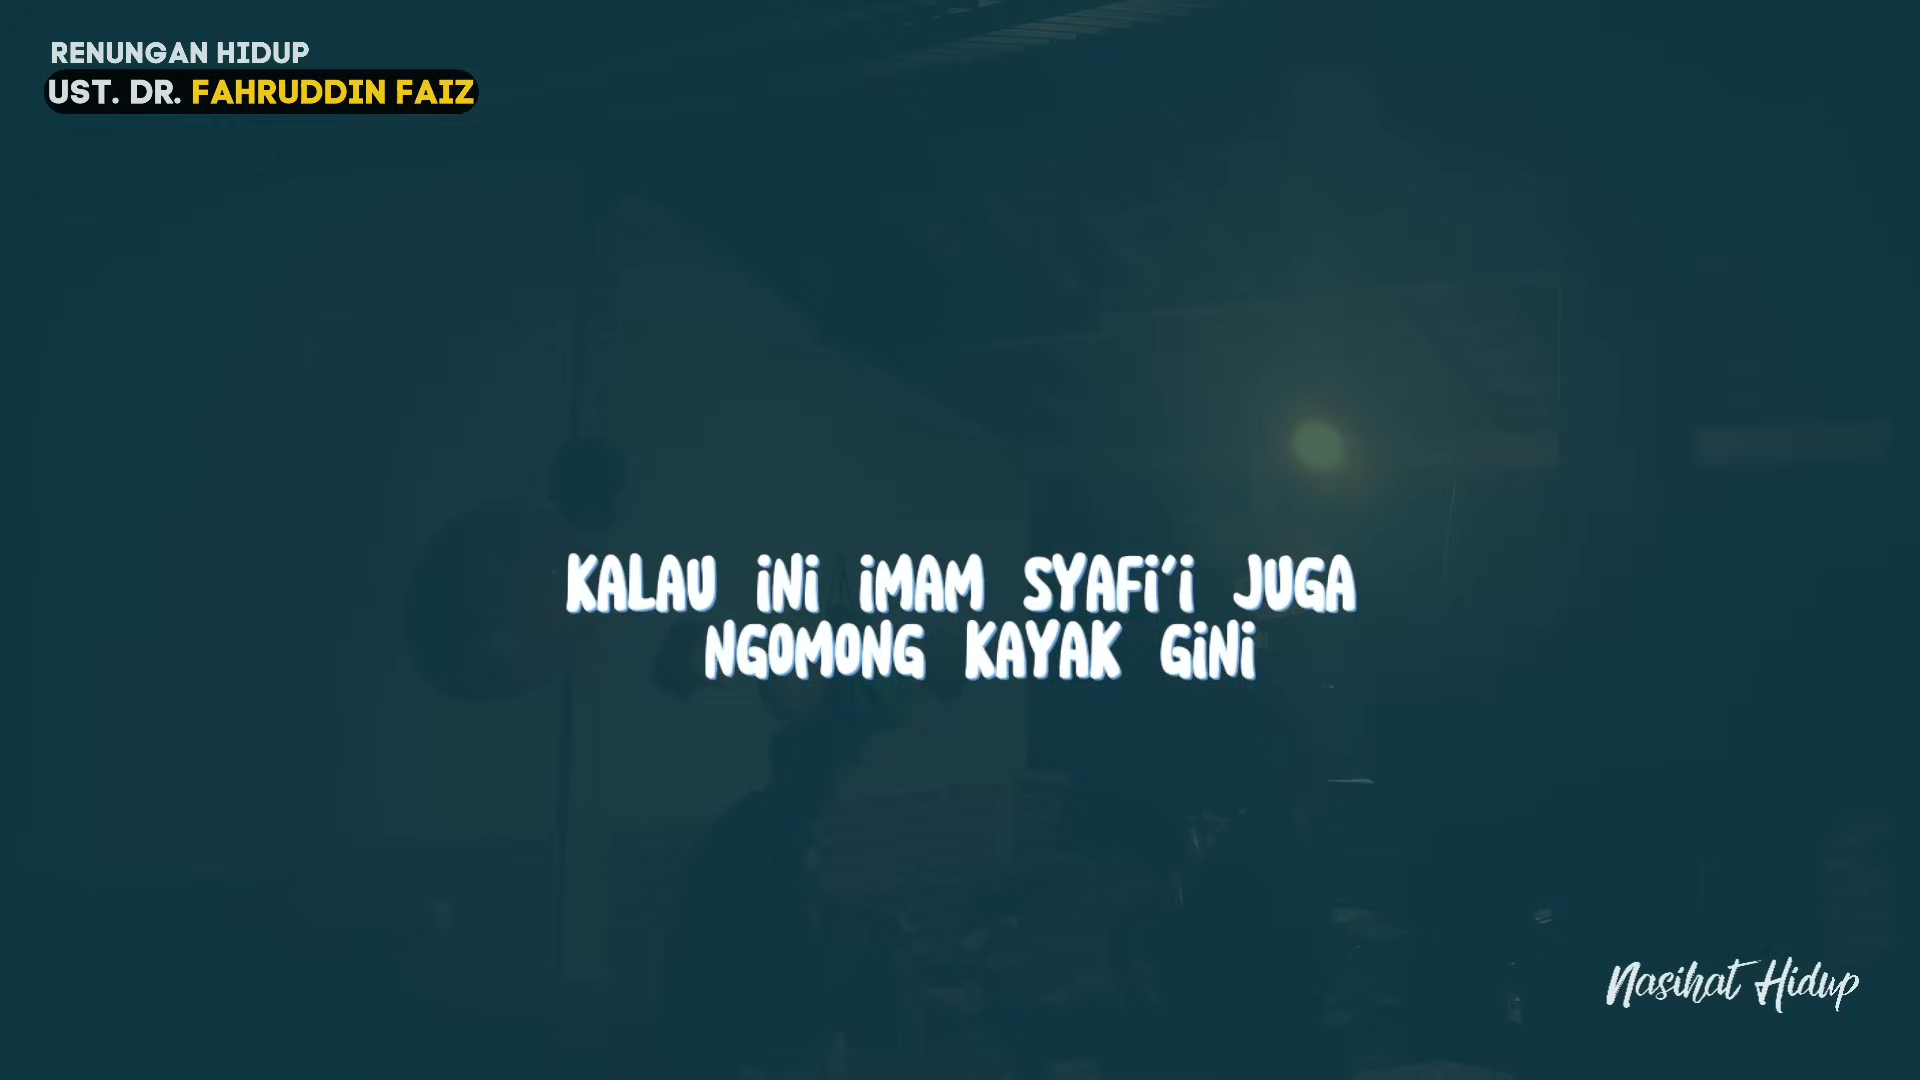 RENUNGAN HIDUP
UST. DR. FAHRUDDIN FAIZ
KALAU iNi iMAM SYAFi'i JUGA
NGOMONG KAYAK GiNi
Nasihat Hidup